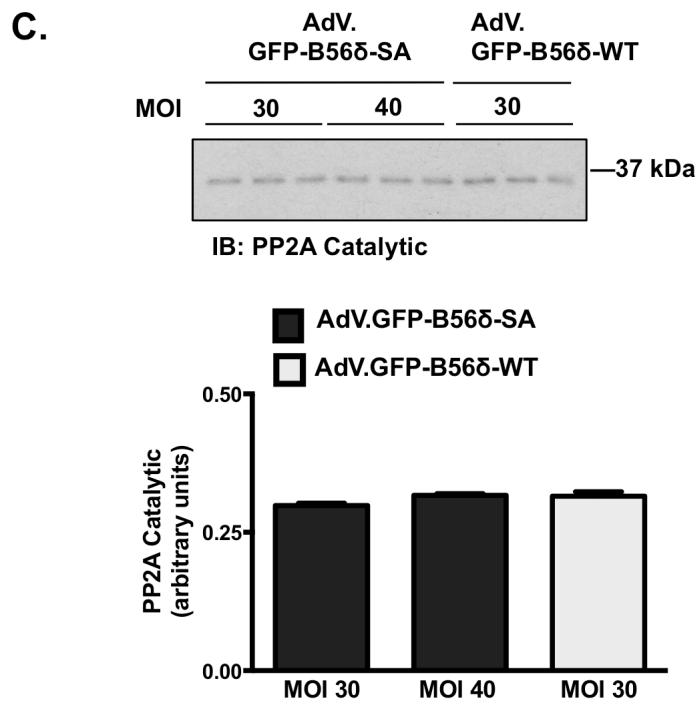 C.
AdV.
GFP-B56δ-SA
AdV.
GFP-B56δ-WT
MOI 30 40 30
—37 kDa
IB: PP2A Catalytic
AdV.GFP-B56δ-SA
AdV.GFP-B56δ-WT
PP2A Catalytic
(arbitrary units)
0.50
0.25
0.00
MOI 30 MOI 40 MOI 30